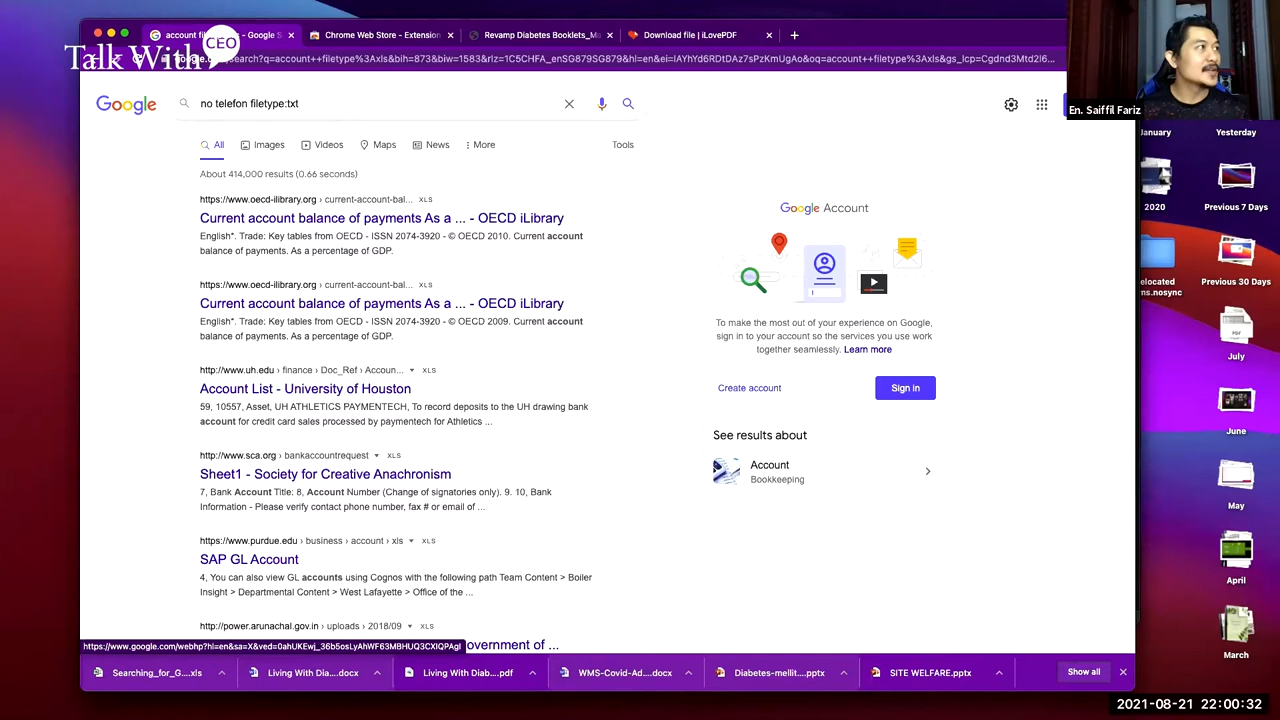 Talk With CEO
account fi
- Google S
Chrome Web Store - Extension
Revamp Diabetes Booklets_Ma
Download file | iLovePDF
search?q=account++filetype%3Axls&bih=873&biw=1583&rlz=1C5CHFA_enSG879SG879&hl=en&ei=IAYhYd6RDtDAz7sPzKmUgAo&oq=account++filetype%3Axls&gs_lcp=Cgdnd3Mtd2l6...
En. Saiffil Fariz
Google
no telefon filetype:txt
All
Images
Videos
Maps
News
More
Tools
About 414,000 results (0.66 seconds)
https://www.oecd-ilibrary.org › current-account-bal... XLS
Current account balance of payments As a ... - OECD iLibrary
English*. Trade: Key tables from OECD - ISSN 2074-3920 - © OECD 2010. Current account
balance of payments. As a percentage of GDP.
https://www.oecd-ilibrary.org › current-account-bal... XLS
Current account balance of payments As a ... - OECD iLibrary
English*. Trade: Key tables from OECD - ISSN 2074-3920 - © OECD 2009. Current account
balance of payments. As a percentage of GDP.
http://www.uh.edu › finance › Doc_Ref › Accoun... XLS
Account List - University of Houston
59, 10557, Asset, UH ATHLETICS PAYMENTECH, To record deposits to the UH drawing bank
account for credit card sales processed by paymentech for Athletics ...
http://www.sca.org › bankaccountrequest XLS
Sheet1 - Society for Creative Anachronism
7, Bank Account Title: 8, Account Number (Change of signatories only). 9. 10, Bank
Information - Please verify contact phone number, fax # or email of ...
https://www.purdue.edu › business › account › xls XLS
SAP GL Account
4, You can also view GL accounts using Cognos with the following path Team Content > Boiler
Insight > Departmental Content > West Lafayette > Office of the ...
http://power.arunachal.gov.in › uploads › 2018/09 XLS
overnment of ...
https://www.google.com/webhp?hl=en&sa=X&ved=0ahUKEwj_36b5osLyAhWF63MBHUQ3CXIQPAgI
Google Account
To make the most out of your experience on Google,
sign in to your account so the services you use work
together seamlessly. Learn more
Create account
Sign in
See results about
Account
Bookkeeping
January
Yesterday
2020
Previous 7 Days
elocated
ms.nosync
Previous 30 Days
PDF
July
June
May
April
March
Searching_for_G....xls
Living With Dia....docx
Living With Diab....pdf
WMS-Covid-Ad....docx
Diabetes-mellit....pptx
SITE WELFARE.pptx
Show all
2021-08-21 22:00:32